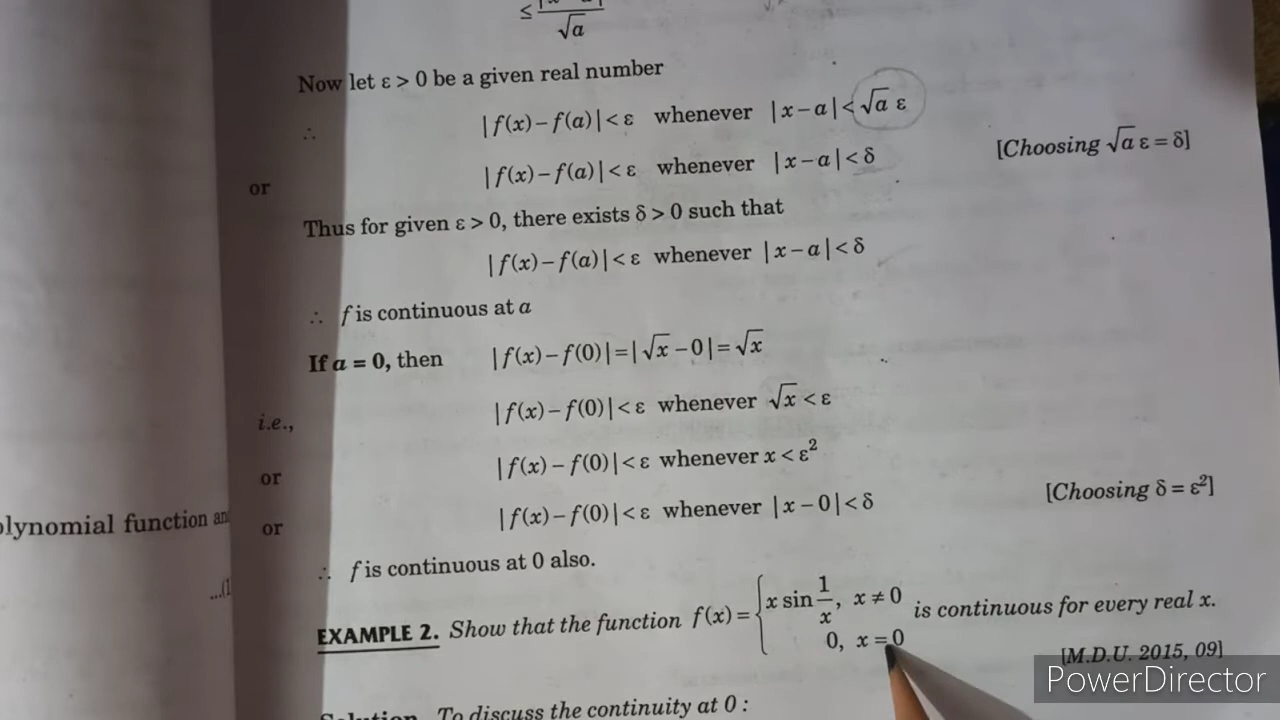 ≤ |x − a| / √a
Now let ε > 0 be a given real number
∴ | f(x) − f(a) | < ε whenever | x − a | < √a ε
or | f(x) − f(a) | < ε whenever | x − a | < δ [Choosing √a ε = δ]
Thus for given ε > 0, there exists δ > 0 such that
| f(x) − f(a) | < ε whenever | x − a | < δ
∴ f is continuous at a
If a = 0, then | f(x) − f(0) | = | √x − 0 | = √x
i.e., | f(x) − f(0) | < ε whenever √x < ε
or | f(x) − f(0) | < ε whenever x < ε²
or | f(x) − f(0) | < ε whenever | x − 0 | < δ [Choosing δ = ε²]
∴ f is continuous at 0 also.
EXAMPLE 2. Show that the function f(x) = { x sin 1/x, x ≠ 0 is continuous for every real x.
0, x = 0
[M.D.U. 2015, 09]
Solution. To discuss the continuity at 0 :
olynomial function an
...(1
PowerDirector